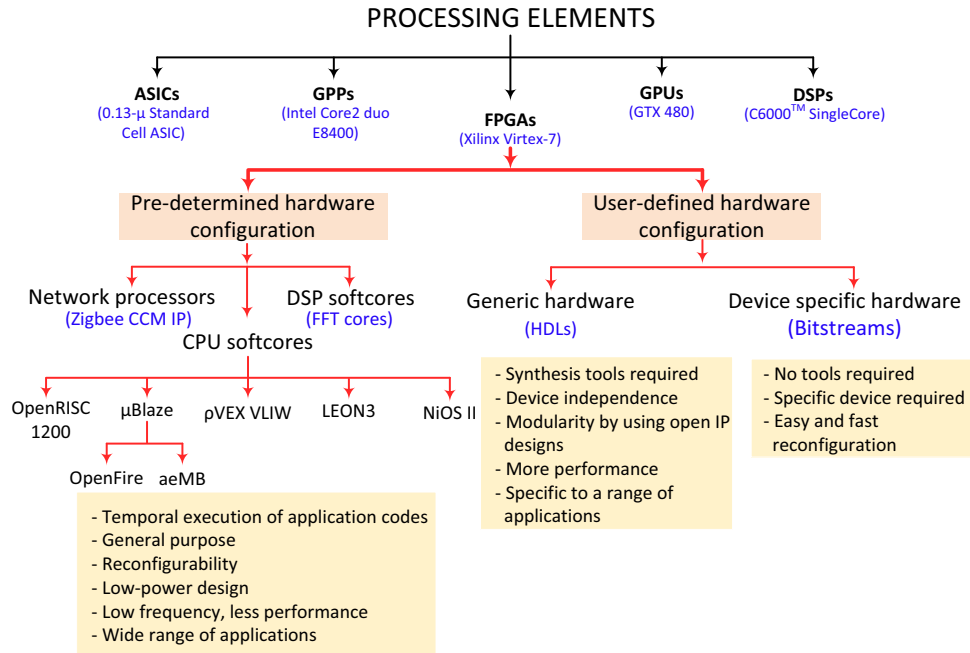 PROCESSING ELEMENTS
ASICs
(0.13-µ Standard
Cell ASIC)
GPPs
(Intel Core2 duo
E8400)
FPGAs
(Xilinx Virtex-7)
GPUs
(GTX 480)
DSPs
(C6000™ SingleCore)
Pre-determined hardware
configuration
User-defined hardware
configuration
Network processors
(Zigbee CCM IP)
DSP softcores
(FFT cores)
CPU softcores
Generic hardware
(HDLs)
Device specific hardware
(Bitstreams)
OpenRISC
1200
µBlaze
ρVEX VLIW
LEON3
NiOS II
OpenFire
aeMB
- Temporal execution of application codes
- General purpose
- Reconfigurability
- Low-power design
- Low frequency, less performance
- Wide range of applications
- Synthesis tools required
- Device independence
- Modularity by using open IP
designs
- More performance
- Specific to a range of
applications
- No tools required
- Specific device required
- Easy and fast
reconfiguration